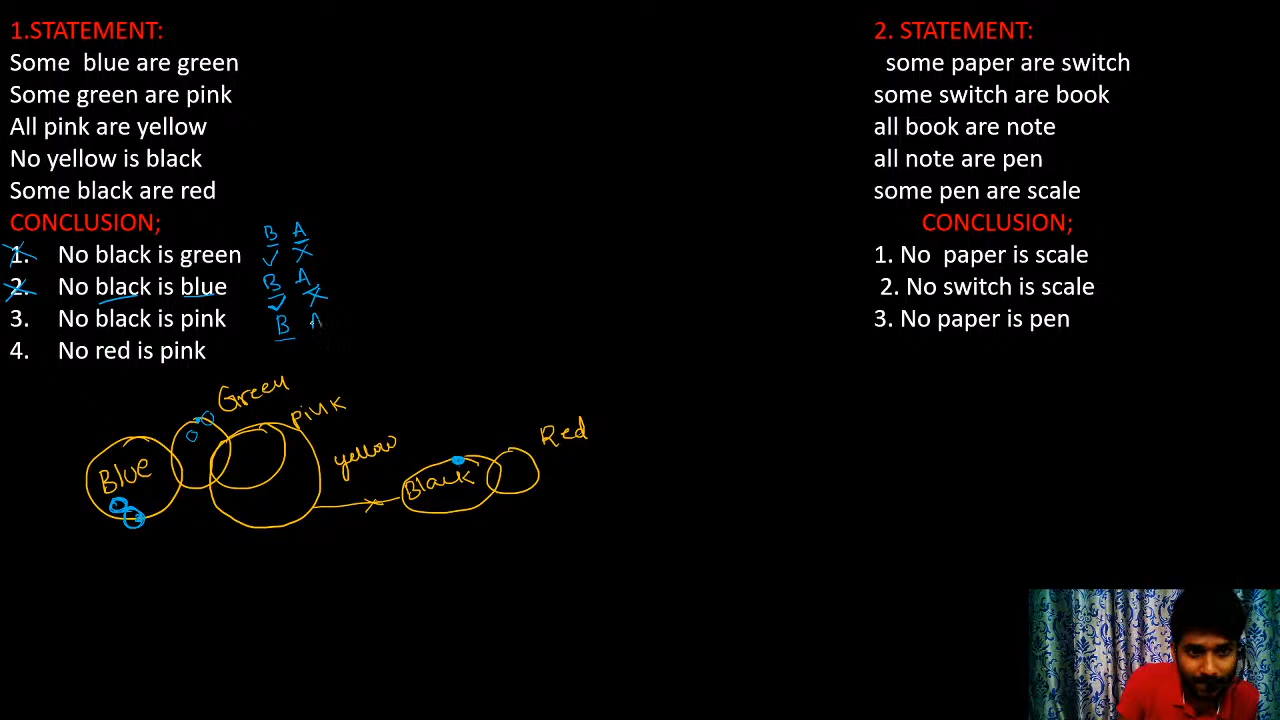 1.STATEMENT:
Some blue are green
Some green are pink
All pink are yellow
No yellow is black
Some black are red
CONCLUSION;
1. No black is green B A
2. No black is blue B A
3. No black is pink B A
4. No red is pink
Green
pink
Blue
yellow
Black
Red
2. STATEMENT:
some paper are switch
some switch are book
all book are note
all note are pen
some pen are scale
CONCLUSION;
1. No paper is scale
2. No switch is scale
3. No paper is pen